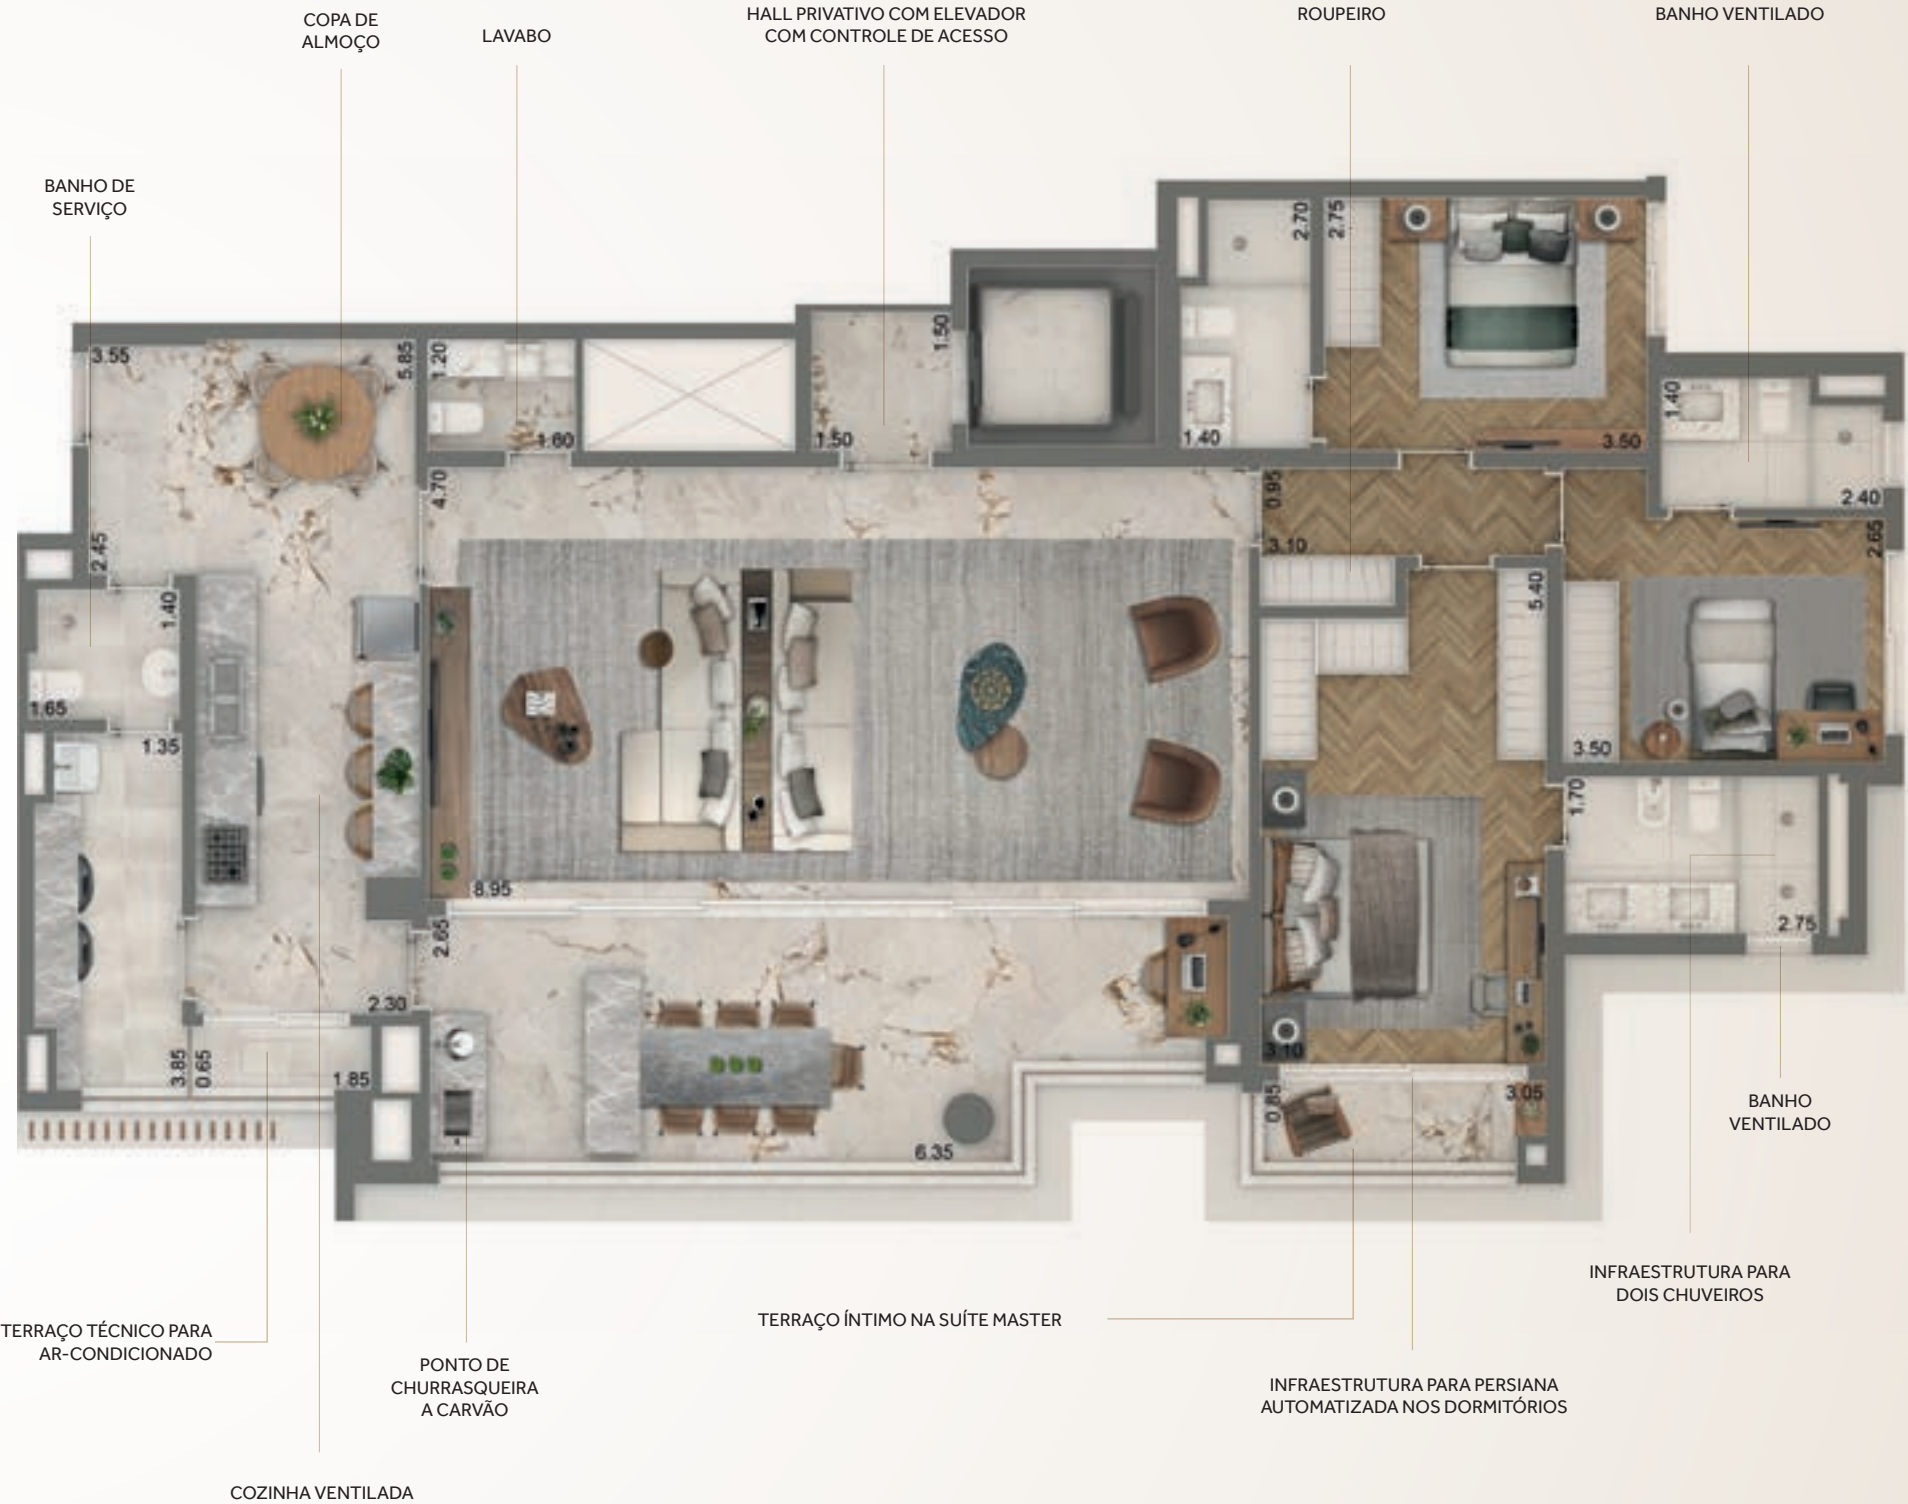 COPA DE
ALMOÇO
LAVABO
HALL PRIVATIVO COM ELEVADOR
COM CONTROLE DE ACESSO
ROUPEIRO
BANHO VENTILADO
BANHO DE
SERVIÇO
2.70
2.75
3.55
5.85
1.20
1.60
1.50
1.50
1.40
3.50
1.40
2.40
4.70
0.95
3.10
2.45
1.40
1.65
1.35
5.40
2.65
3.50
1.70
2.75
8.95
2.65
2.30
3.85
0.65
1.85
6.35
3.10
0.85
3.05
BANHO
VENTILADO
INFRAESTRUTURA PARA
DOIS CHUVEIROS
TERRAÇO TÉCNICO PARA
AR-CONDICIONADO
TERRAÇO ÍNTIMO NA SUÍTE MASTER
PONTO DE
CHURRASQUEIRA
A CARVÃO
INFRAESTRUTURA PARA PERSIANA
AUTOMATIZADA NOS DORMITÓRIOS
COZINHA VENTILADA